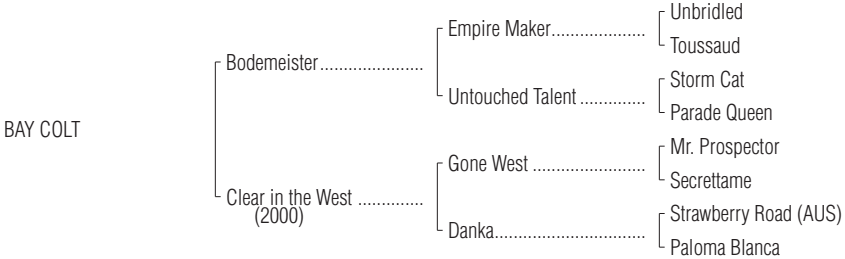 Unbridled
Empire Maker.....................
Toussaud
Bodemeister......................
Storm Cat
Untouched Talent ..............
Parade Queen
BAY COLT
Mr. Prospector
Gone West ........................
Secrettame
Clear in the West ..............
(2000)
Strawberry Road (AUS)
Danka................................
Paloma Blanca